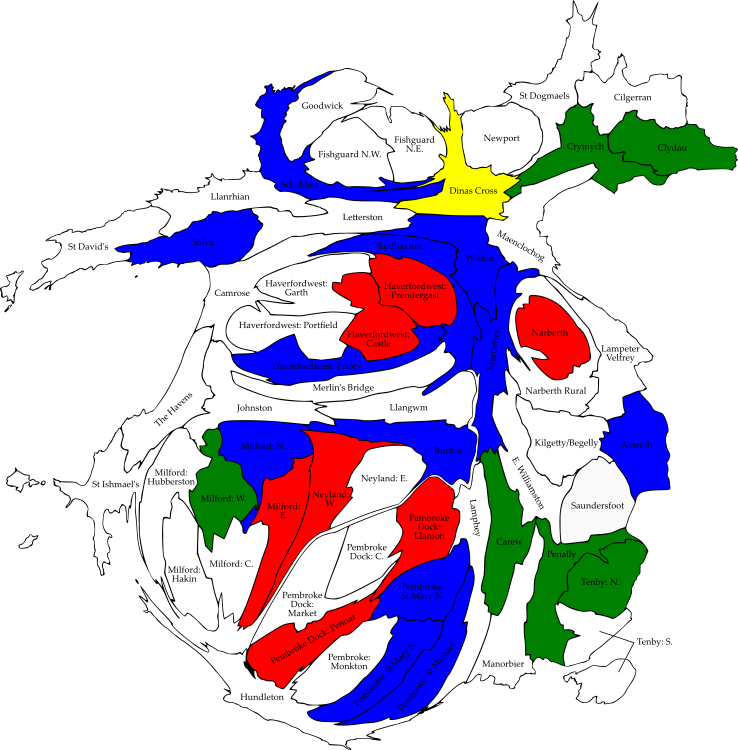 St Dogmaels
Cilgerran
Goodwick
Fishguard
N.E.
Newport
Fishguard N.W.
Crymych
Clydau
Scleddau
Dinas Cross
Llanrhian
Letterston
St David's
Solva
Rudbaxton
Wiston
Maenclochog
Camrose
Haverfordwest:
Garth
Haverfordwest:
Prendergast
Haverfordwest: Portfield
Haverfordwest:
Castle
Narberth
Martletwy
Lampeter
Velfrey
Haverfordwest: Priory
Merlin's Bridge
Narberth Rural
The Havens
Johnston
Llangwm
Milford: N.
Burton
Kilgetty/Begelly
Amroth
Milford:
Hubberston
St Ishmael's
Neyland: E.
E. Williamston
Milford: W.
Neyland:
W.
Milford:
E.
Saundersfoot
Lamphey
Pembroke
Dock:
Llanion
Carew
Penally
Pembroke
Dock: C.
Milford: C.
Milford:
Hakin
Tenby: N.
Pembroke
Dock:
Market
Pembroke:
St Mary N.
Pembroke Dock: Pennar
Tenby: S.
Pembroke:
Monkton
Pembroke: St Mary S.
Pembroke: St Michael
Manorbier
Hundleton